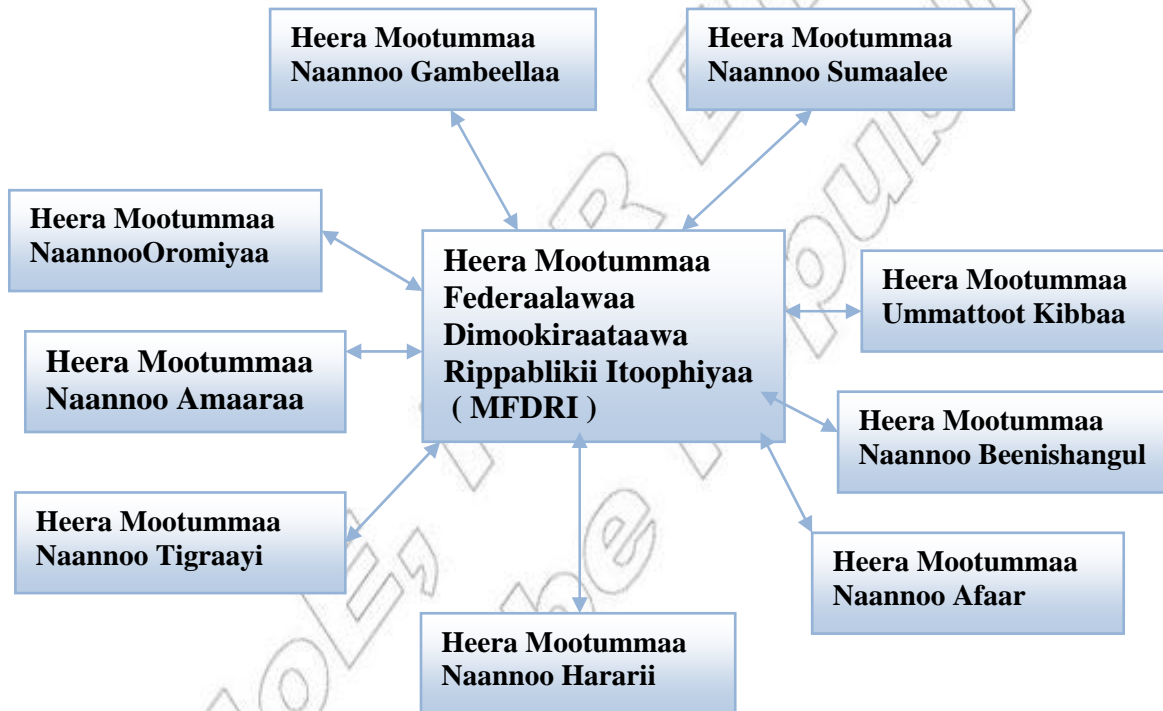 Heera Mootummaa
Naannoo Gambeellaa
Heera Mootummaa
Naannoo Sumaalee
Heera Mootummaa
NaannooOromiyaa
Heera Mootummaa
Federaalawaa
Dimookiraataawa
Rippablikii Itoophiyaa
( MFDRI )
Heera Mootummaa
Ummattoot Kibbaa
Heera Mootummaa
Naannoo Amaaraa
Heera Mootummaa
Naannoo Beenishangul
Heera Mootummaa
Naannoo Tigraayi
Heera Mootummaa
Naannoo Afaar
Heera Mootummaa
Naannoo Hararii